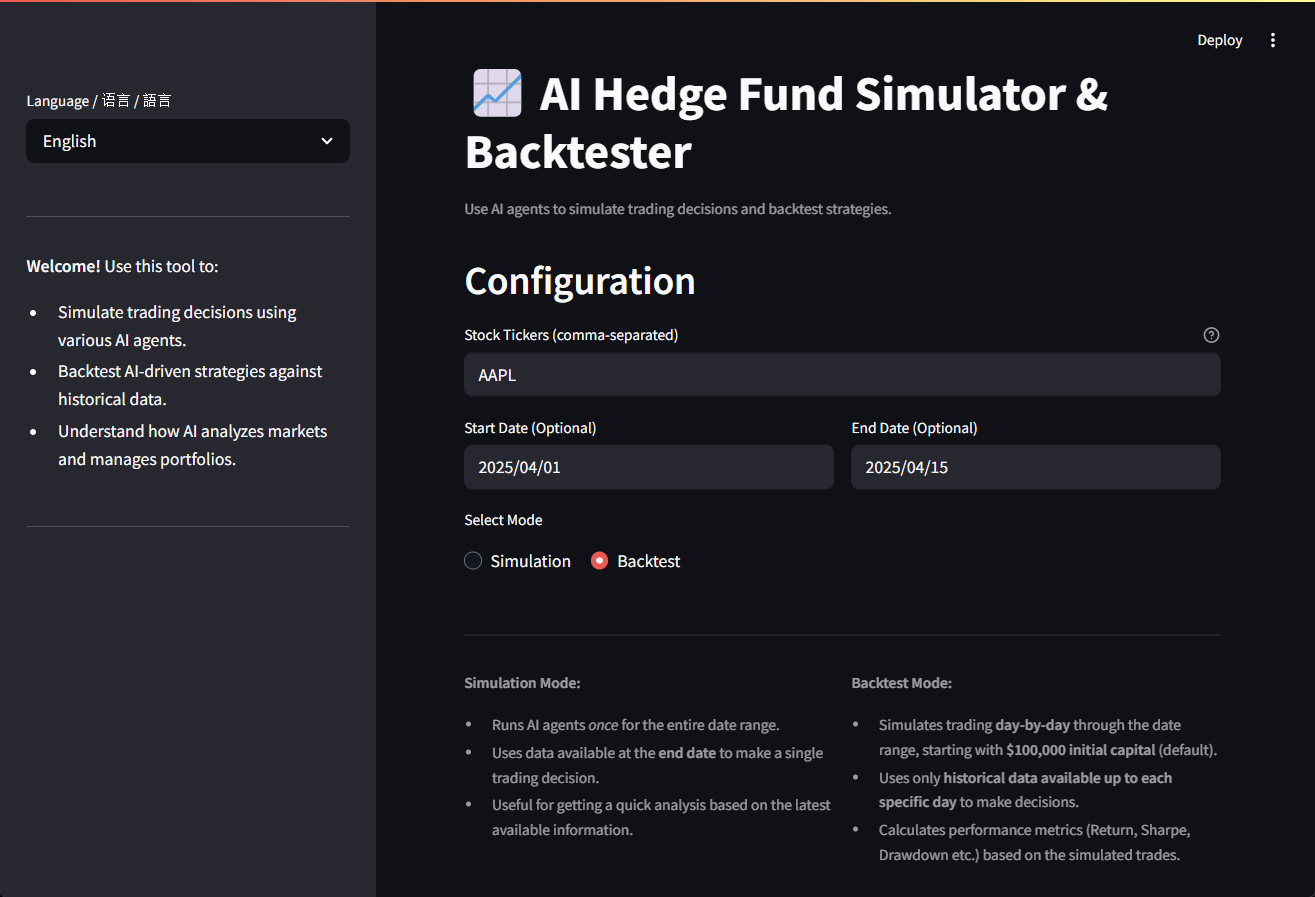 Deploy
Language / 语言 / 語言
English
Welcome! Use this tool to:
Simulate trading decisions using
various AI agents.
Backtest AI-driven strategies against
historical data.
Understand how AI analyzes markets
and manages portfolios.
AI Hedge Fund Simulator &
Backtester
Use AI agents to simulate trading decisions and backtest strategies.
Configuration
Stock Tickers (comma-separated)
AAPL
Start Date (Optional)
2025/04/01
End Date (Optional)
2025/04/15
Select Mode
Simulation
Backtest
Simulation Mode:
Runs AI agents once for the entire date range.
Uses data available at the end date to make a single
trading decision.
Useful for getting a quick analysis based on the latest
available information.
Backtest Mode:
Simulates trading day-by-day through the date
range, starting with $100,000 initial capital (default).
Uses only historical data available up to each
specific day to make decisions.
Calculates performance metrics (Return, Sharpe,
Drawdown etc.) based on the simulated trades.